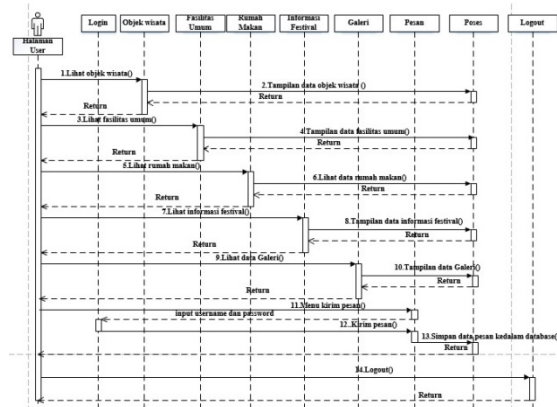 Login
Objek wisata
Fasilitas
Umum
Rumah
Makan
Informasi
Festival
Galeri
Pesan
Poses
Logout
Halaman
User
1.Lihat objek wisata()
2.Tampilan data objek wisata ()
Return
Return
3.Lihat fasilitas umum()
4.Tampilan data fasilitas umum()
Return
Return
5.Lihat rumah makan()
6.Lihat data rumah makan()
Return
Return
7.Lihat informasi festival()
8.Tampilan data informasi festival()
Return
Return
9.Lihat data Galeri()
10.Tampilan data Galeri()
Return
Return
11.Menu kirim pesan()
input username dan password
12..Kirim pesan()
13.Simpan data pesan kedalam database()
Return
14.Logout()
Return